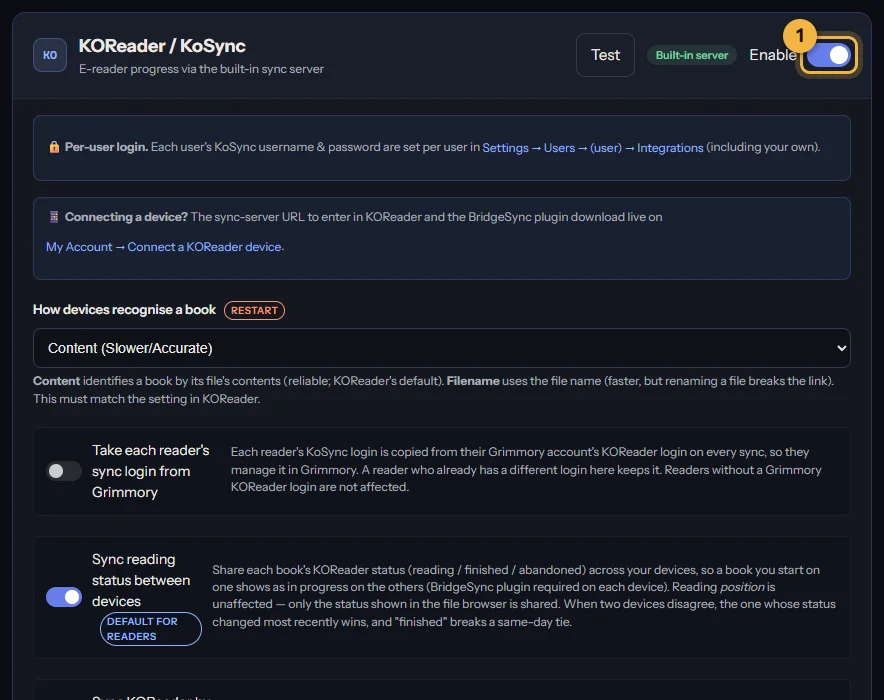 KO
KOReader / KoSync
E-reader progress via the built-in sync server
Test
Built-in server
Enable
1
Per-user login. Each user's KoSync username & password are set per user in Settings → Users → (user) → Integrations (including your own).
Connecting a device? The sync-server URL to enter in KOReader and the BridgeSync plugin download live on
My Account → Connect a KOReader device.
How devices recognise a book RESTART
Content (Slower/Accurate)
Content identifies a book by its file's contents (reliable; KOReader's default). Filename uses the file name (faster, but renaming a file breaks the link).
This must match the setting in KOReader.
Take each reader's
sync login from
Grimmory
Each reader's KoSync login is copied from their Grimmory account's KOReader login on every sync, so they
manage it in Grimmory. A reader who already has a different login here keeps it. Readers without a Grimmory
KOReader login are not affected.
Sync reading
status between
devices
DEFAULT FOR
READERS
Share each book's KOReader status (reading / finished / abandoned) across your devices, so a book you start on
one shows as in progress on the others (BridgeSync plugin required on each device). Reading position is
unaffected — only the status shown in the file browser is shared. When two devices disagree, the one whose status
changed most recently wins, and "finished" breaks a same-day tie.
Sync KOReader by